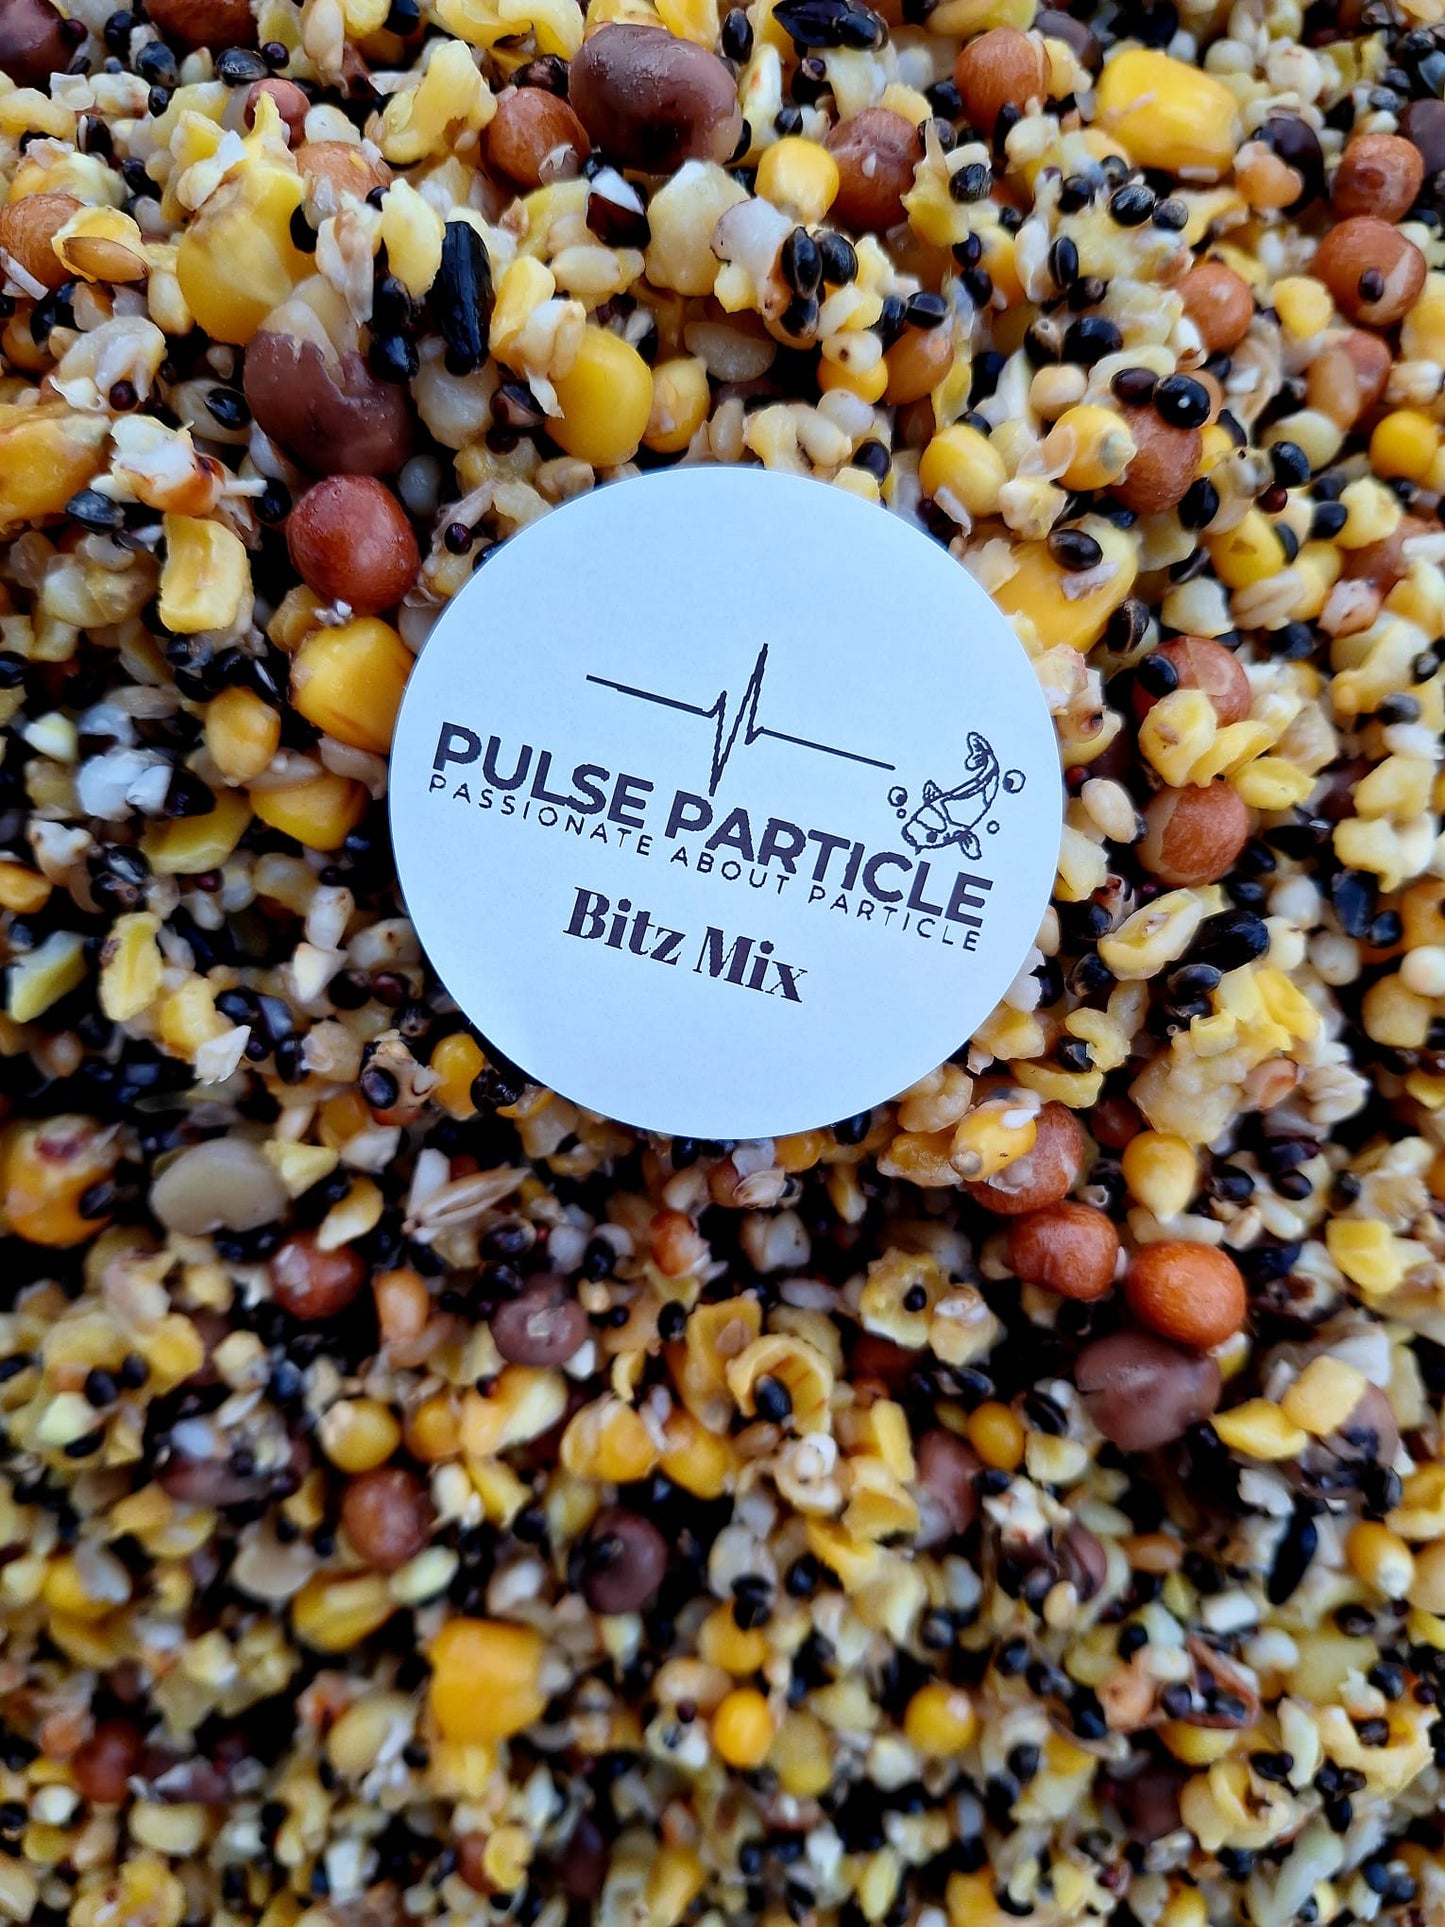 PULSE PARTICLE
PASSIONATE ABOUT PARTICLE
Bitz Mix